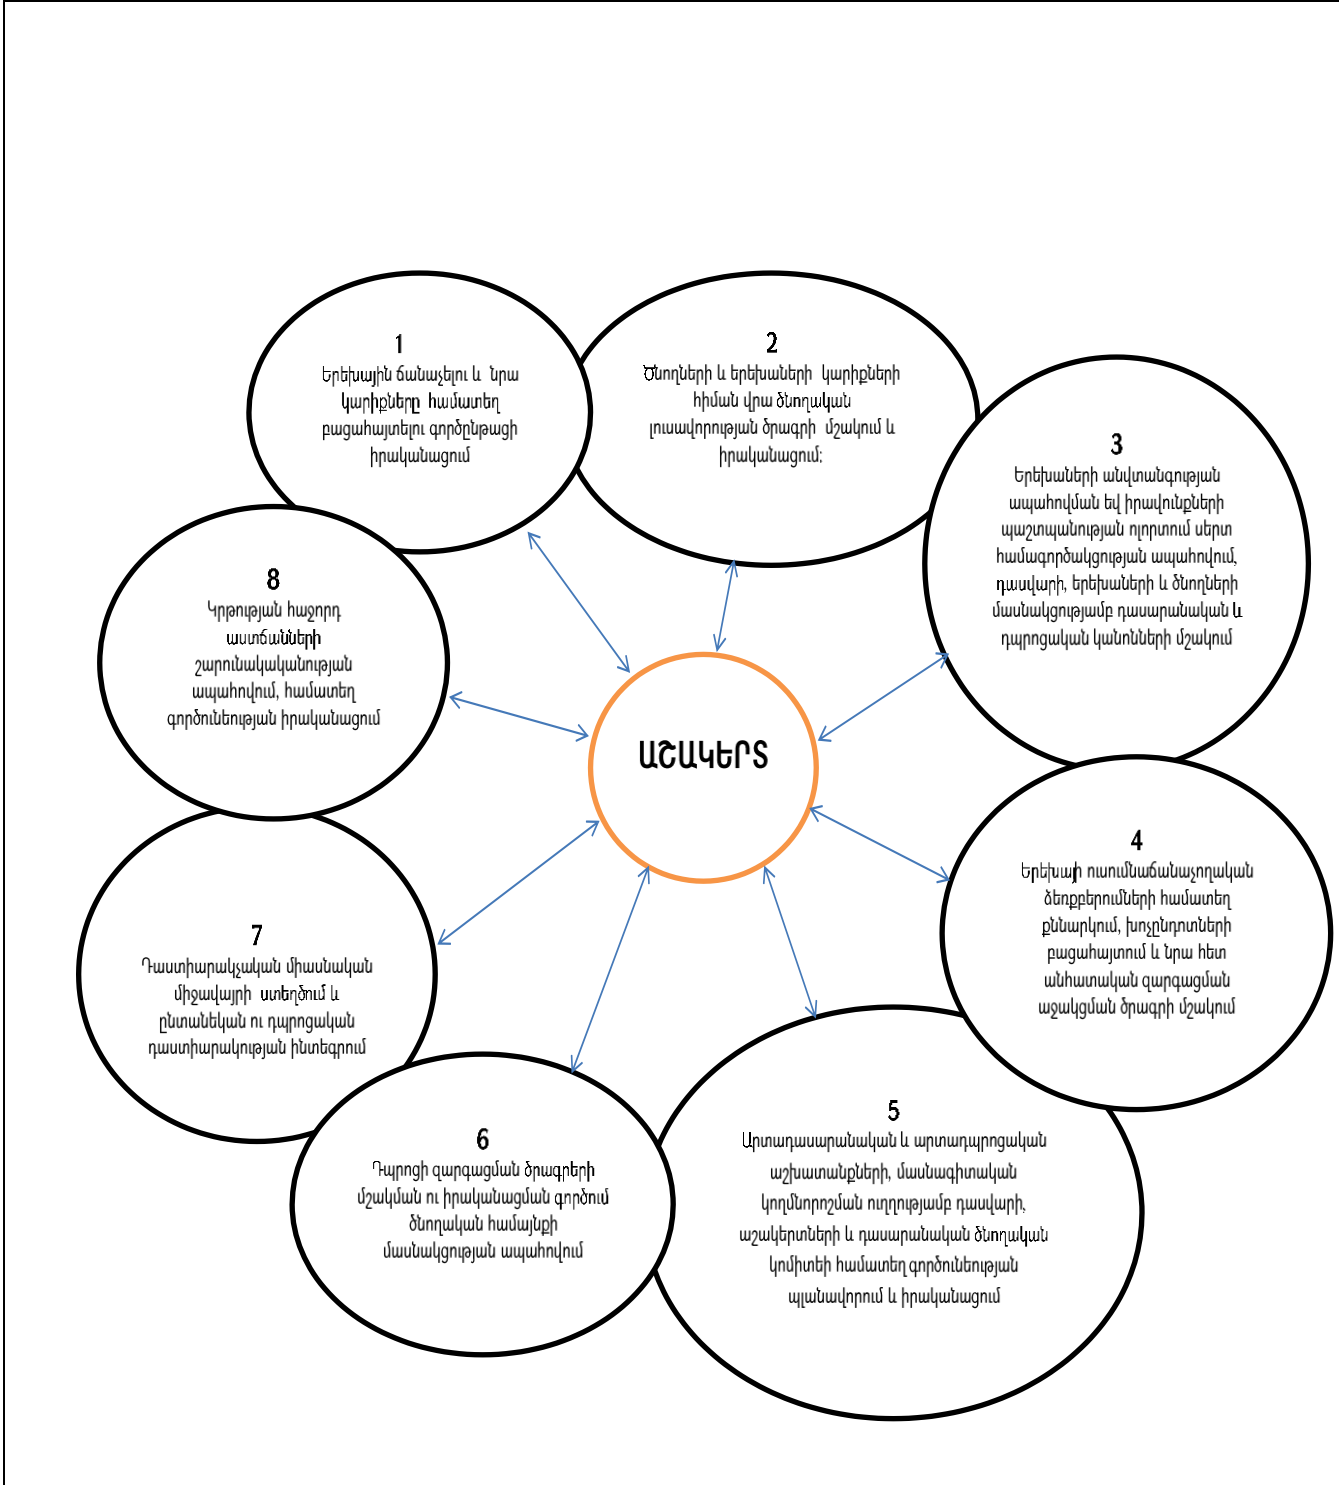 1
Երեխային ճանաչելու և նրա
կարիքները համատեղ
բացահայտելու գործընթացի
իրականացում
2
Ծնողների և երեխաների կարիքների
հիման վրա ծնողական
լուսավորության ծրագրի մշակում և
իրականացում:
3
Երեխաների անվտանգության
ապահովման եվ իրավունքների
պաշտպանության ոլորտում սերտ
համագործակցության ապահովում,
դասվարի, երեխաների և ծնողների
մասնակցությամբ դասարանական և
դպրոցական կանոնների մշակում
4
Երեխայի ուսումնաճանաչողական
ձեռքբերումների համատեղ
քննարկում, խոչընդոտների
բացահայտում և նրա հետ
անհատական զարգացման
աջակցման ծրագրի մշակում
5
Արտադասարանական և արտադպրոցական
աշխատանքների, մասնագիտական
կողմնորոշման ուղղությամբ դասվարի,
աշակերտների և դասարանական ծնողական
կոմիտեի համատեղ գործունեության
պլանավորում և իրականացում
6
Դպրոցի զարգացման ծրագրերի
մշակման ու իրականացման գործում
ծնողական համայնքի
մասնակցության ապահովում
7
Դաստիարակչական միասնական
միջավայրի ստեղծում և
ընտանեկան ու դպրոցական
դաստիարակության ինտեգրում
8
Կրթության հաջորդ
աստճանների
շարունակականության
ապահովում, համատեղ
գործունեության իրականացում
ԱՇԱԿԵՐՏ